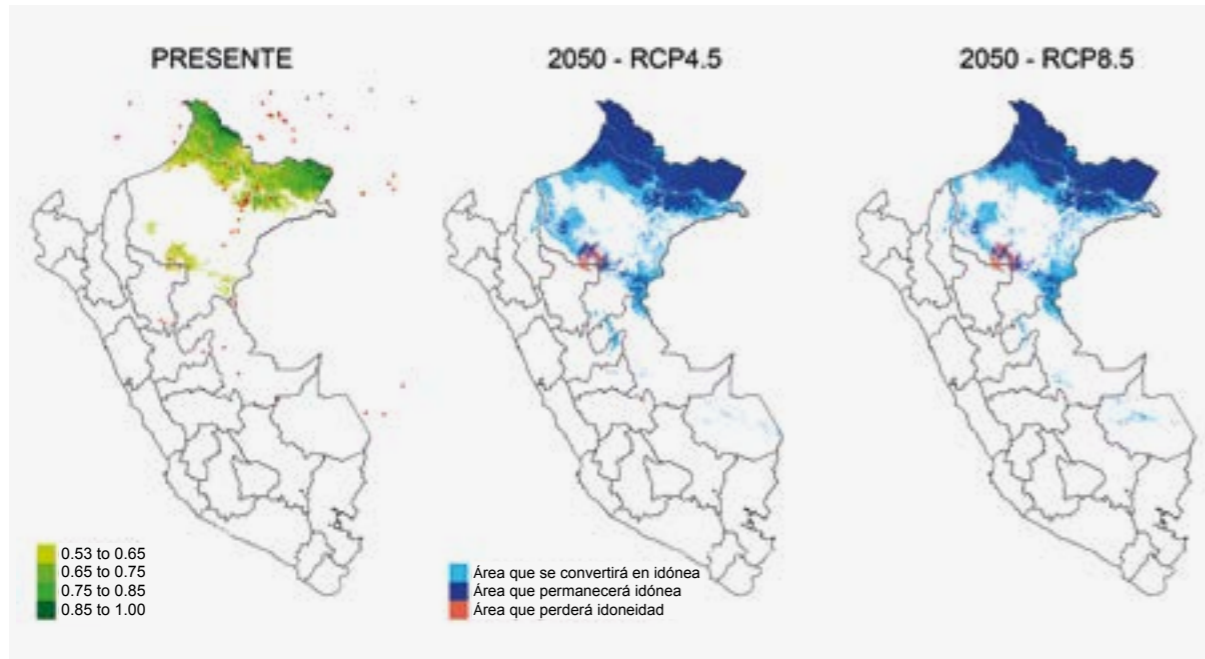 PRESENTE
2050 - RCP4.5
2050 - RCP8.5
0.53 to 0.65
0.65 to 0.75
0.75 to 0.85
0.85 to 1.00
Área que se convertirá en idónea
Área que permanecerá idónea
Área que perderá idoneidad